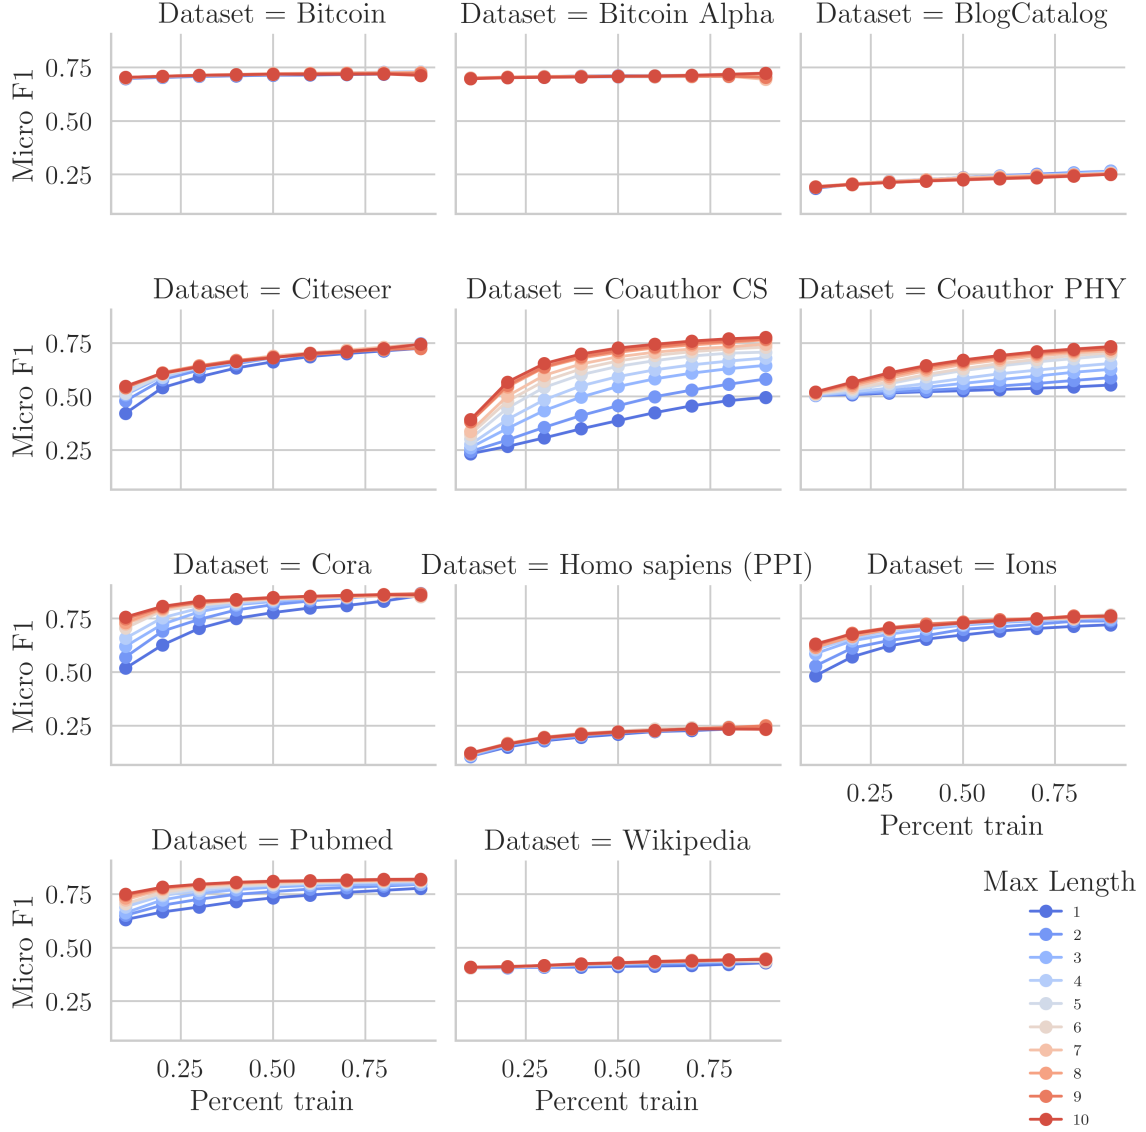 Dataset = Bitcoin
Dataset = Bitcoin Alpha
Dataset = BlogCatalog
Micro F1
0.75
0.50
0.25
Dataset = Citeseer
Dataset = Coauthor CS
Dataset = Coauthor PHY
Micro F1
0.75
0.50
0.25
Dataset = Cora
Dataset = Homo sapiens (PPI)
Dataset = Ions
Micro F1
0.75
0.50
0.25
0.25 0.50 0.75
Percent train
Dataset = Pubmed
Dataset = Wikipedia
Micro F1
0.75
0.50
0.25
0.25 0.50 0.75
Percent train
0.25 0.50 0.75
Percent train
Max Length
1
2
3
4
5
6
7
8
9
10